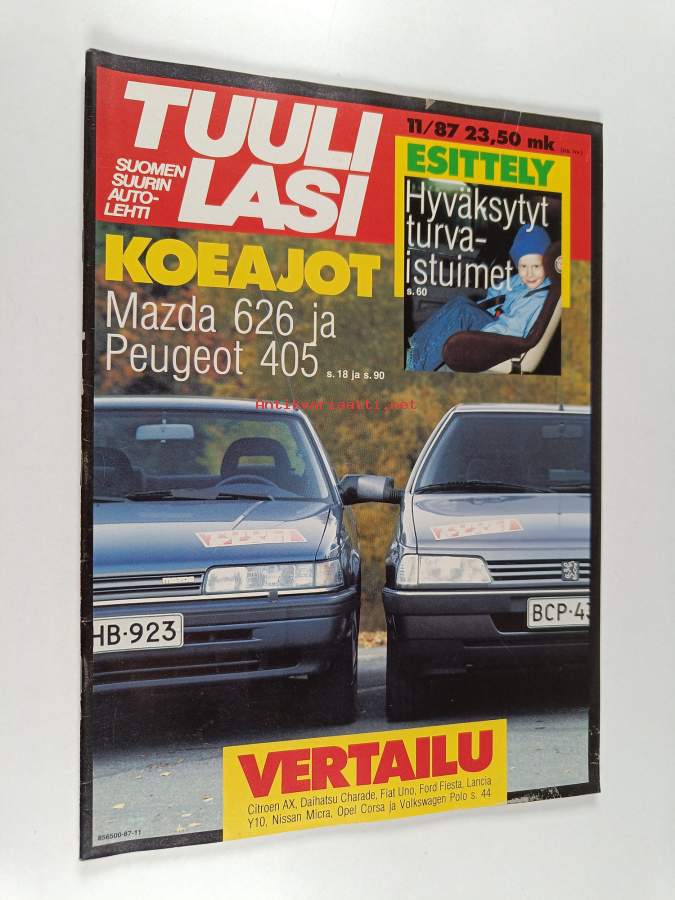 TUULI
LASI
SUOMEN
SUURIN
AUTO-
LEHTI
11/87 23,50 mk
ESITTELY
Hyväksytyt
turva-
istuimet
s. 60
KOEAJOT
Mazda 626 ja
Peugeot 405 s. 18 ja s. 90
Antikvariaatti.net
mazda
HB-923
BCP-43
VERTAILU
Citroen AX, Daihatsu Charade, Fiat Uno, Ford Fiesta, Lancia
Y10, Nissan Micra, Opel Corsa ja Volkswagen Polo s. 44
856500-87-11